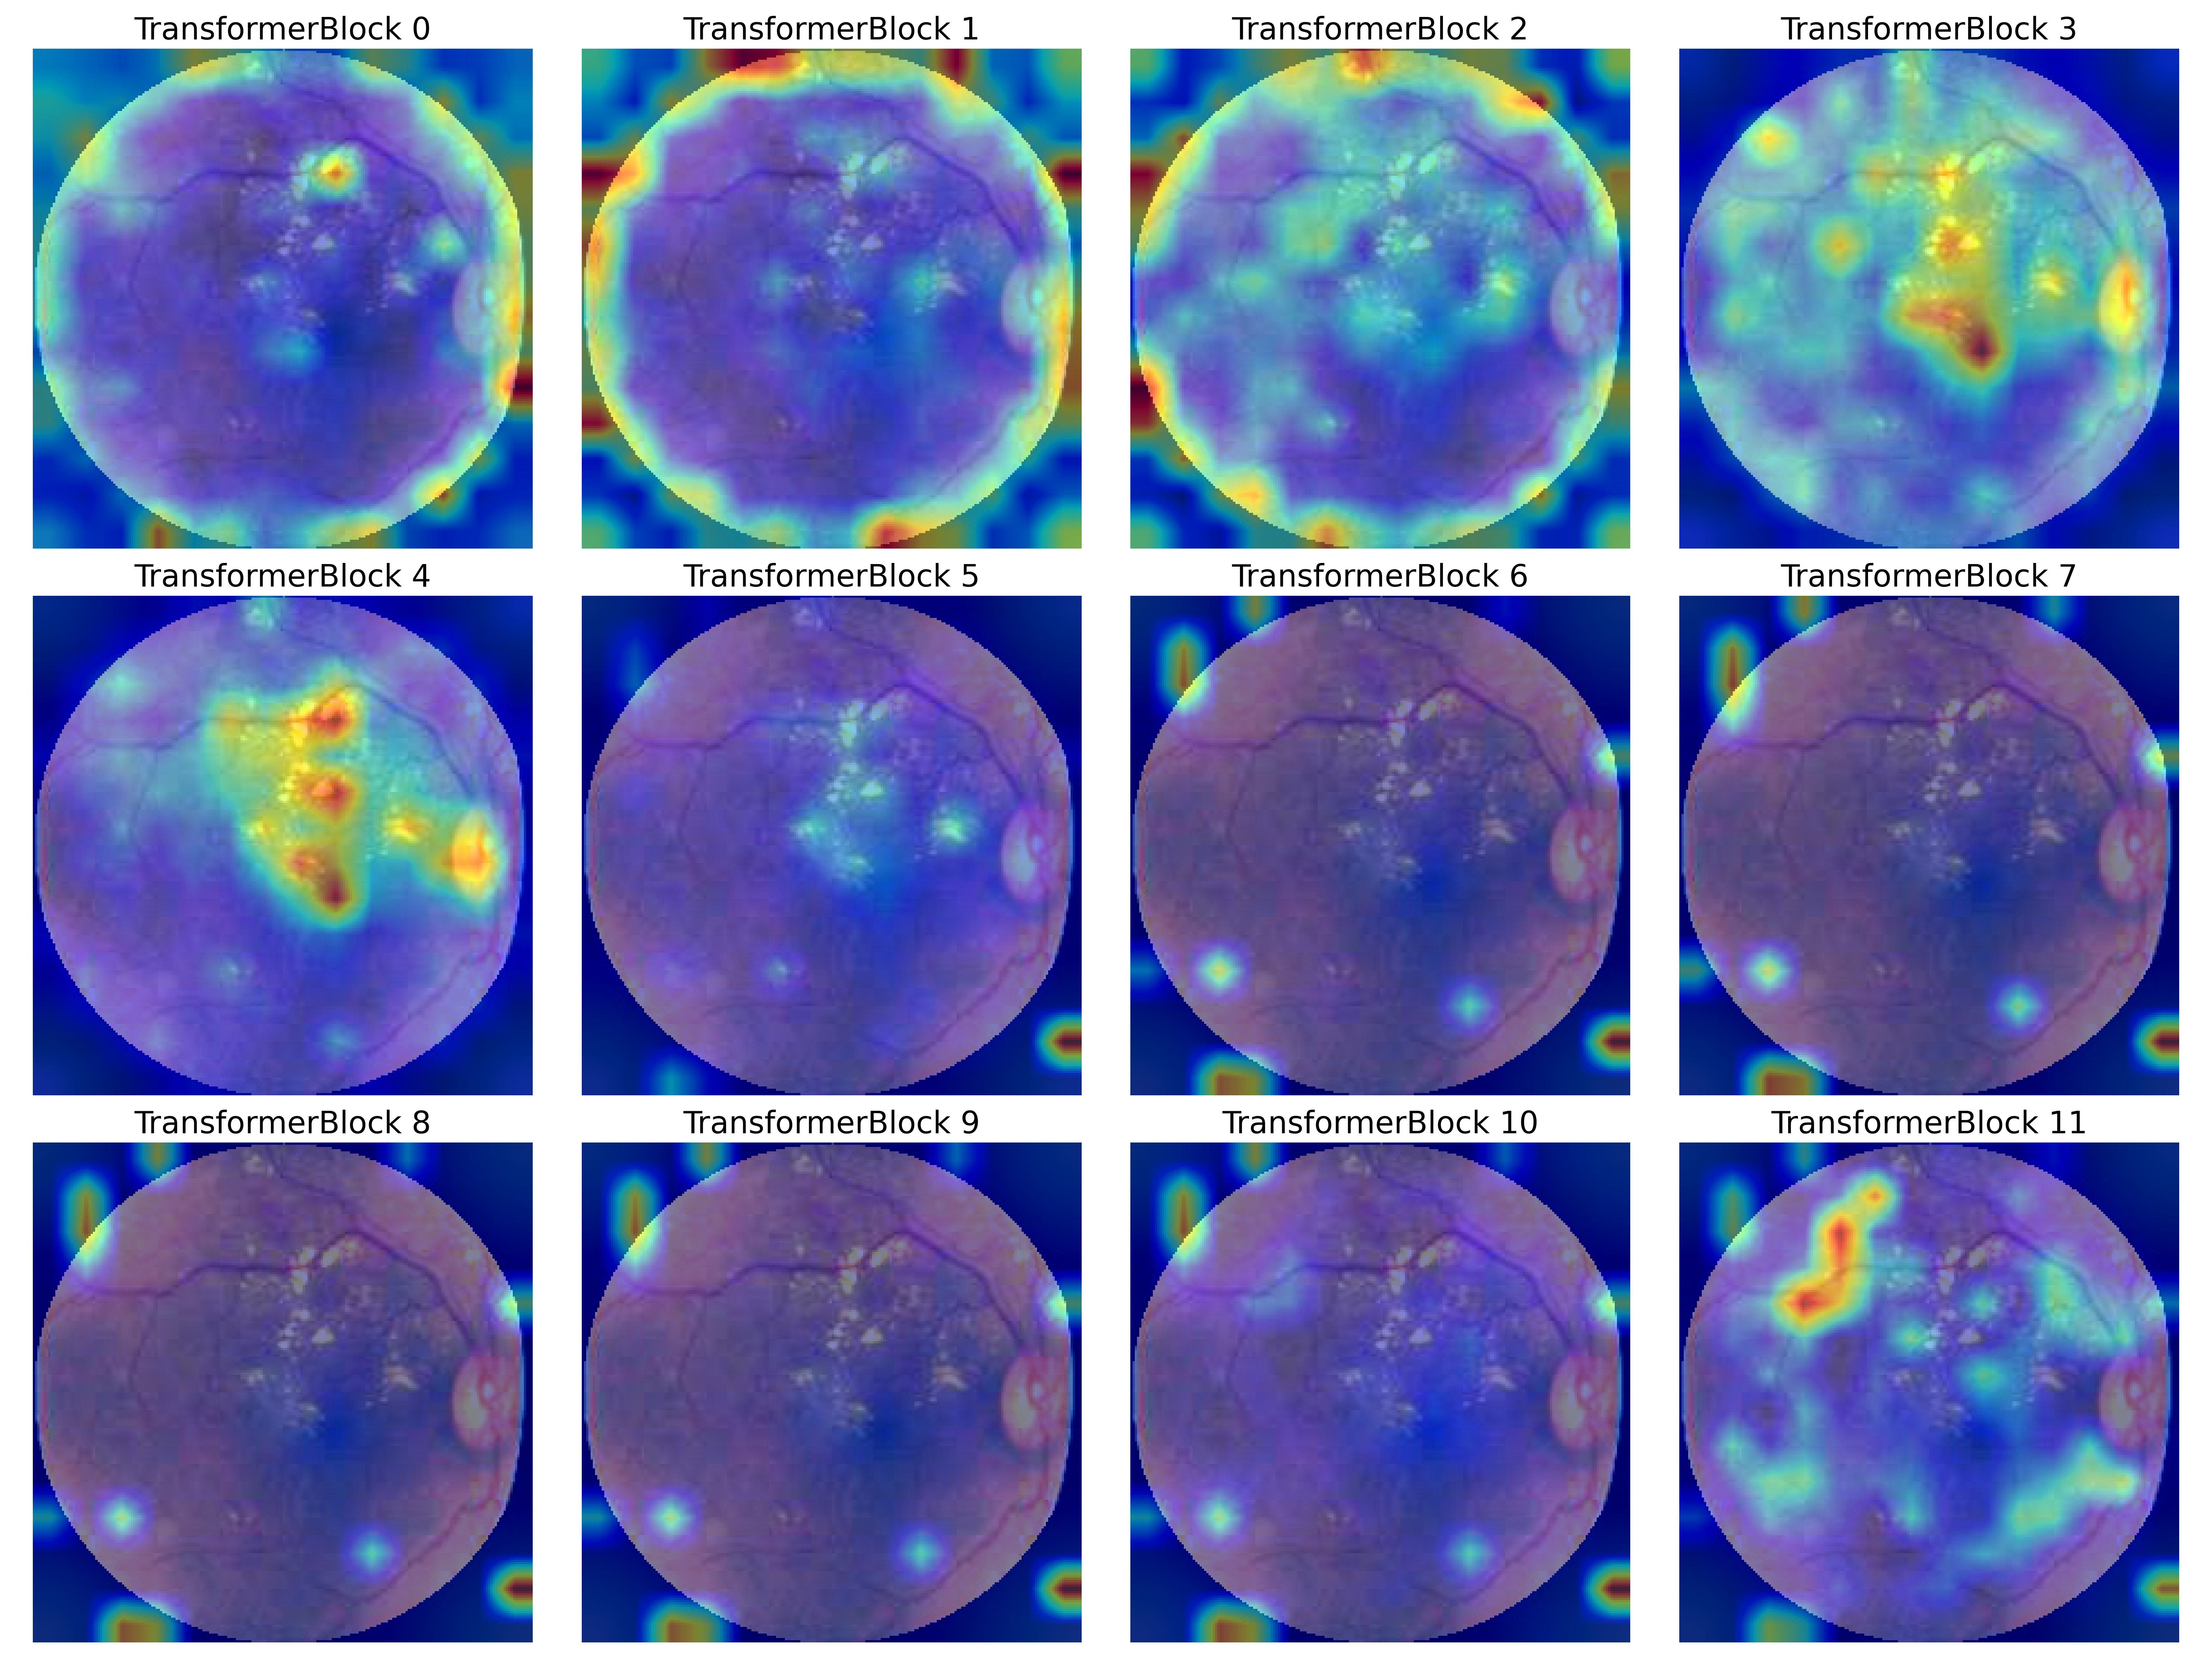 TransformerBlock 0
TransformerBlock 1
TransformerBlock 2
TransformerBlock 3
TransformerBlock 4
TransformerBlock 5
TransformerBlock 6
TransformerBlock 7
TransformerBlock 8
TransformerBlock 9
TransformerBlock 10
TransformerBlock 11